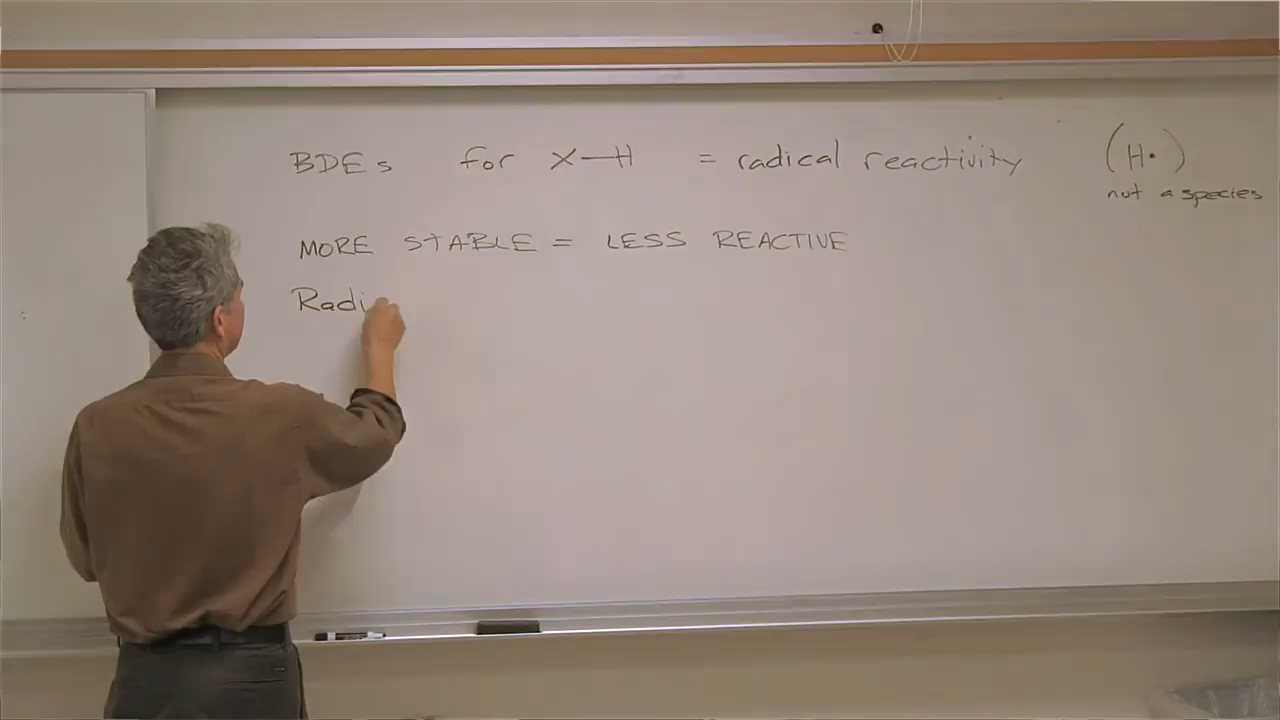 BDEs for X—H = radical reactivity (H•)
not a species
MORE STABLE = LESS REACTIVE
Radi